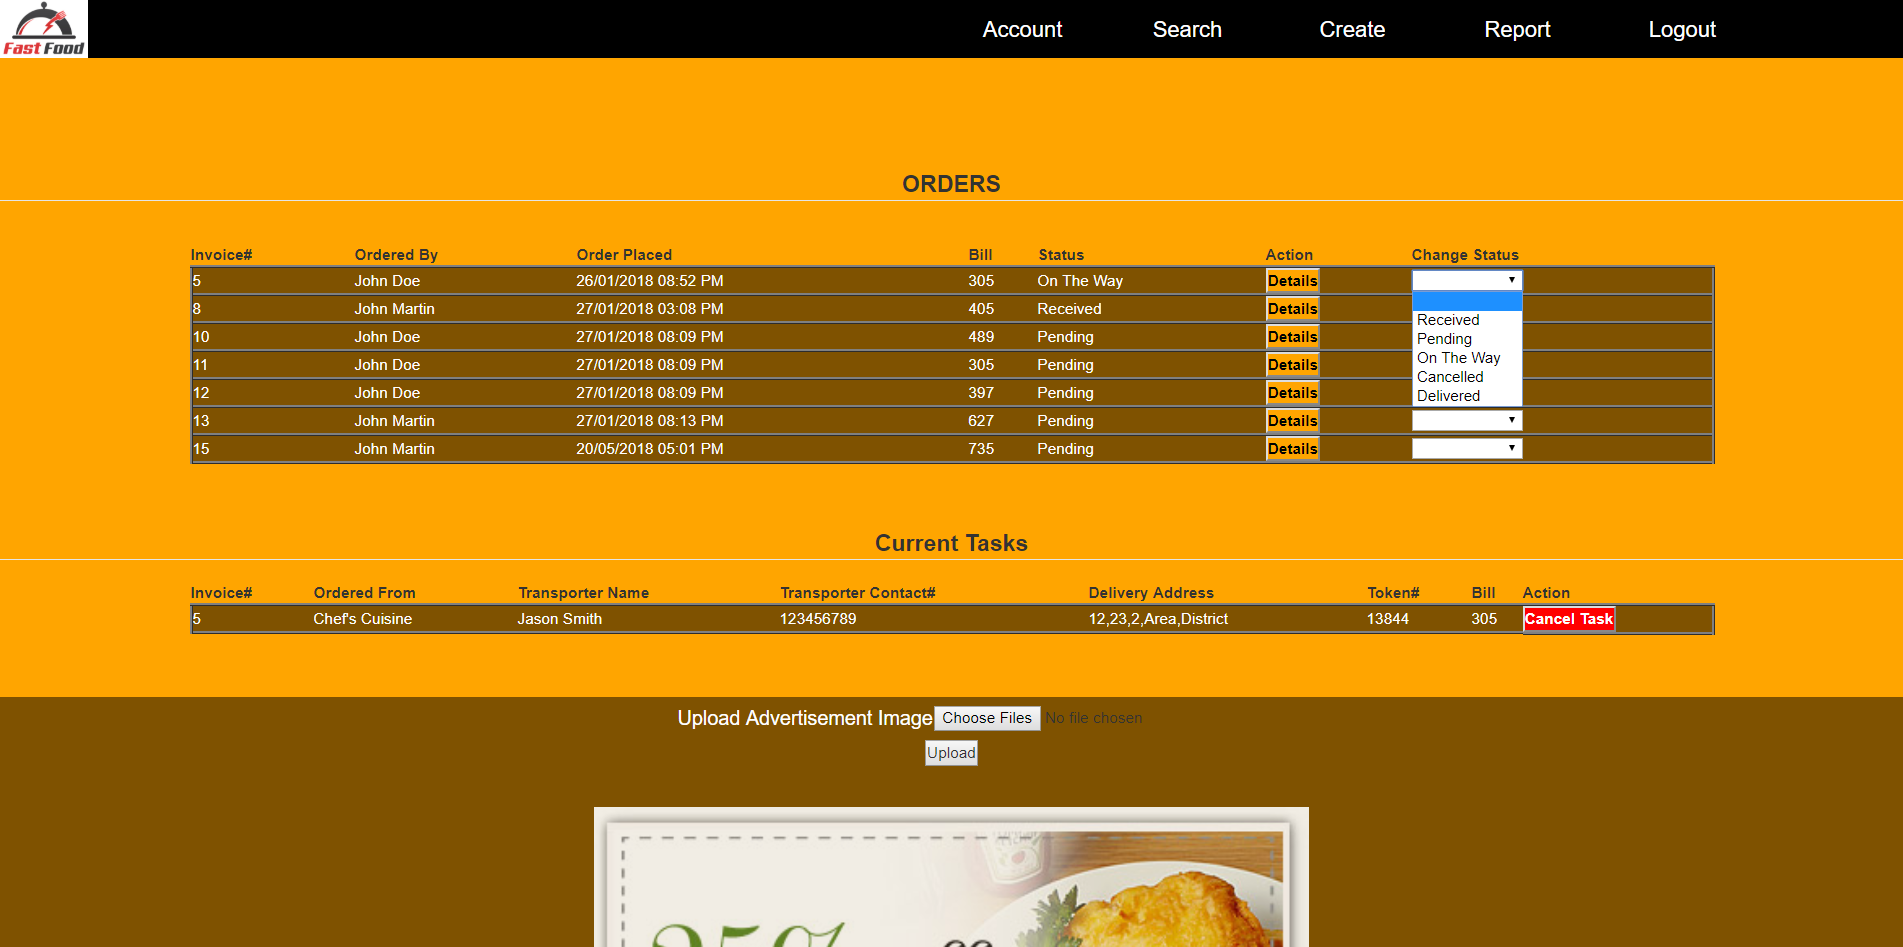 Fast Food
Account Search Create Report Logout
ORDERS
Invoice# Ordered By Order Placed Bill Status Action Change Status
5 John Doe 26/01/2018 08:52 PM 305 On The Way Details
8 John Martin 27/01/2018 03:08 PM 405 Received Details
10 John Doe 27/01/2018 08:09 PM 489 Pending Details
11 John Doe 27/01/2018 08:09 PM 305 Pending Details
12 John Doe 27/01/2018 08:09 PM 397 Pending Details
13 John Martin 27/01/2018 08:13 PM 627 Pending Details
15 John Martin 20/05/2018 05:01 PM 735 Pending Details
Received
Pending
On The Way
Cancelled
Delivered
Current Tasks
Invoice# Ordered From Transporter Name Transporter Contact# Delivery Address Token# Bill Action
5 Chef's Cuisine Jason Smith 123456789 12,23,2,Area,District 13844 305 Cancel Task
Upload Advertisement Image Choose Files No file chosen
Upload